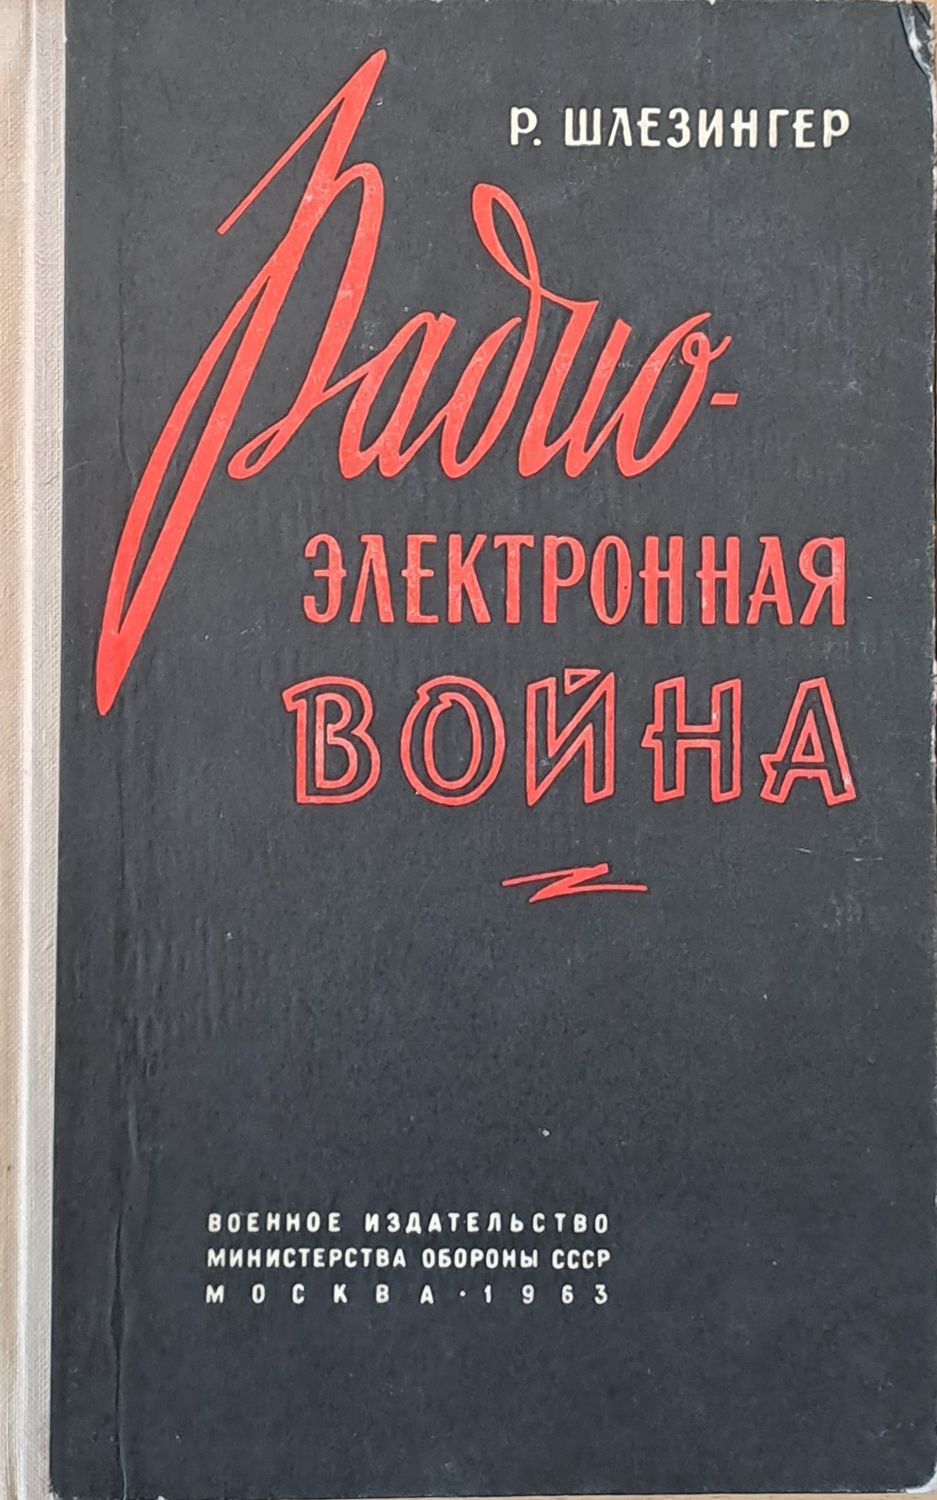 Р. ШЛЕЗИНГЕР
Радио-
ЭЛЕКТРОННАЯ
ВОЙНА
ВОЕННОЕ ИЗДАТЕЛЬСТВО
МИНИСТЕРСТВА ОБОРОНЫ СССР
МОСКВА · 1963